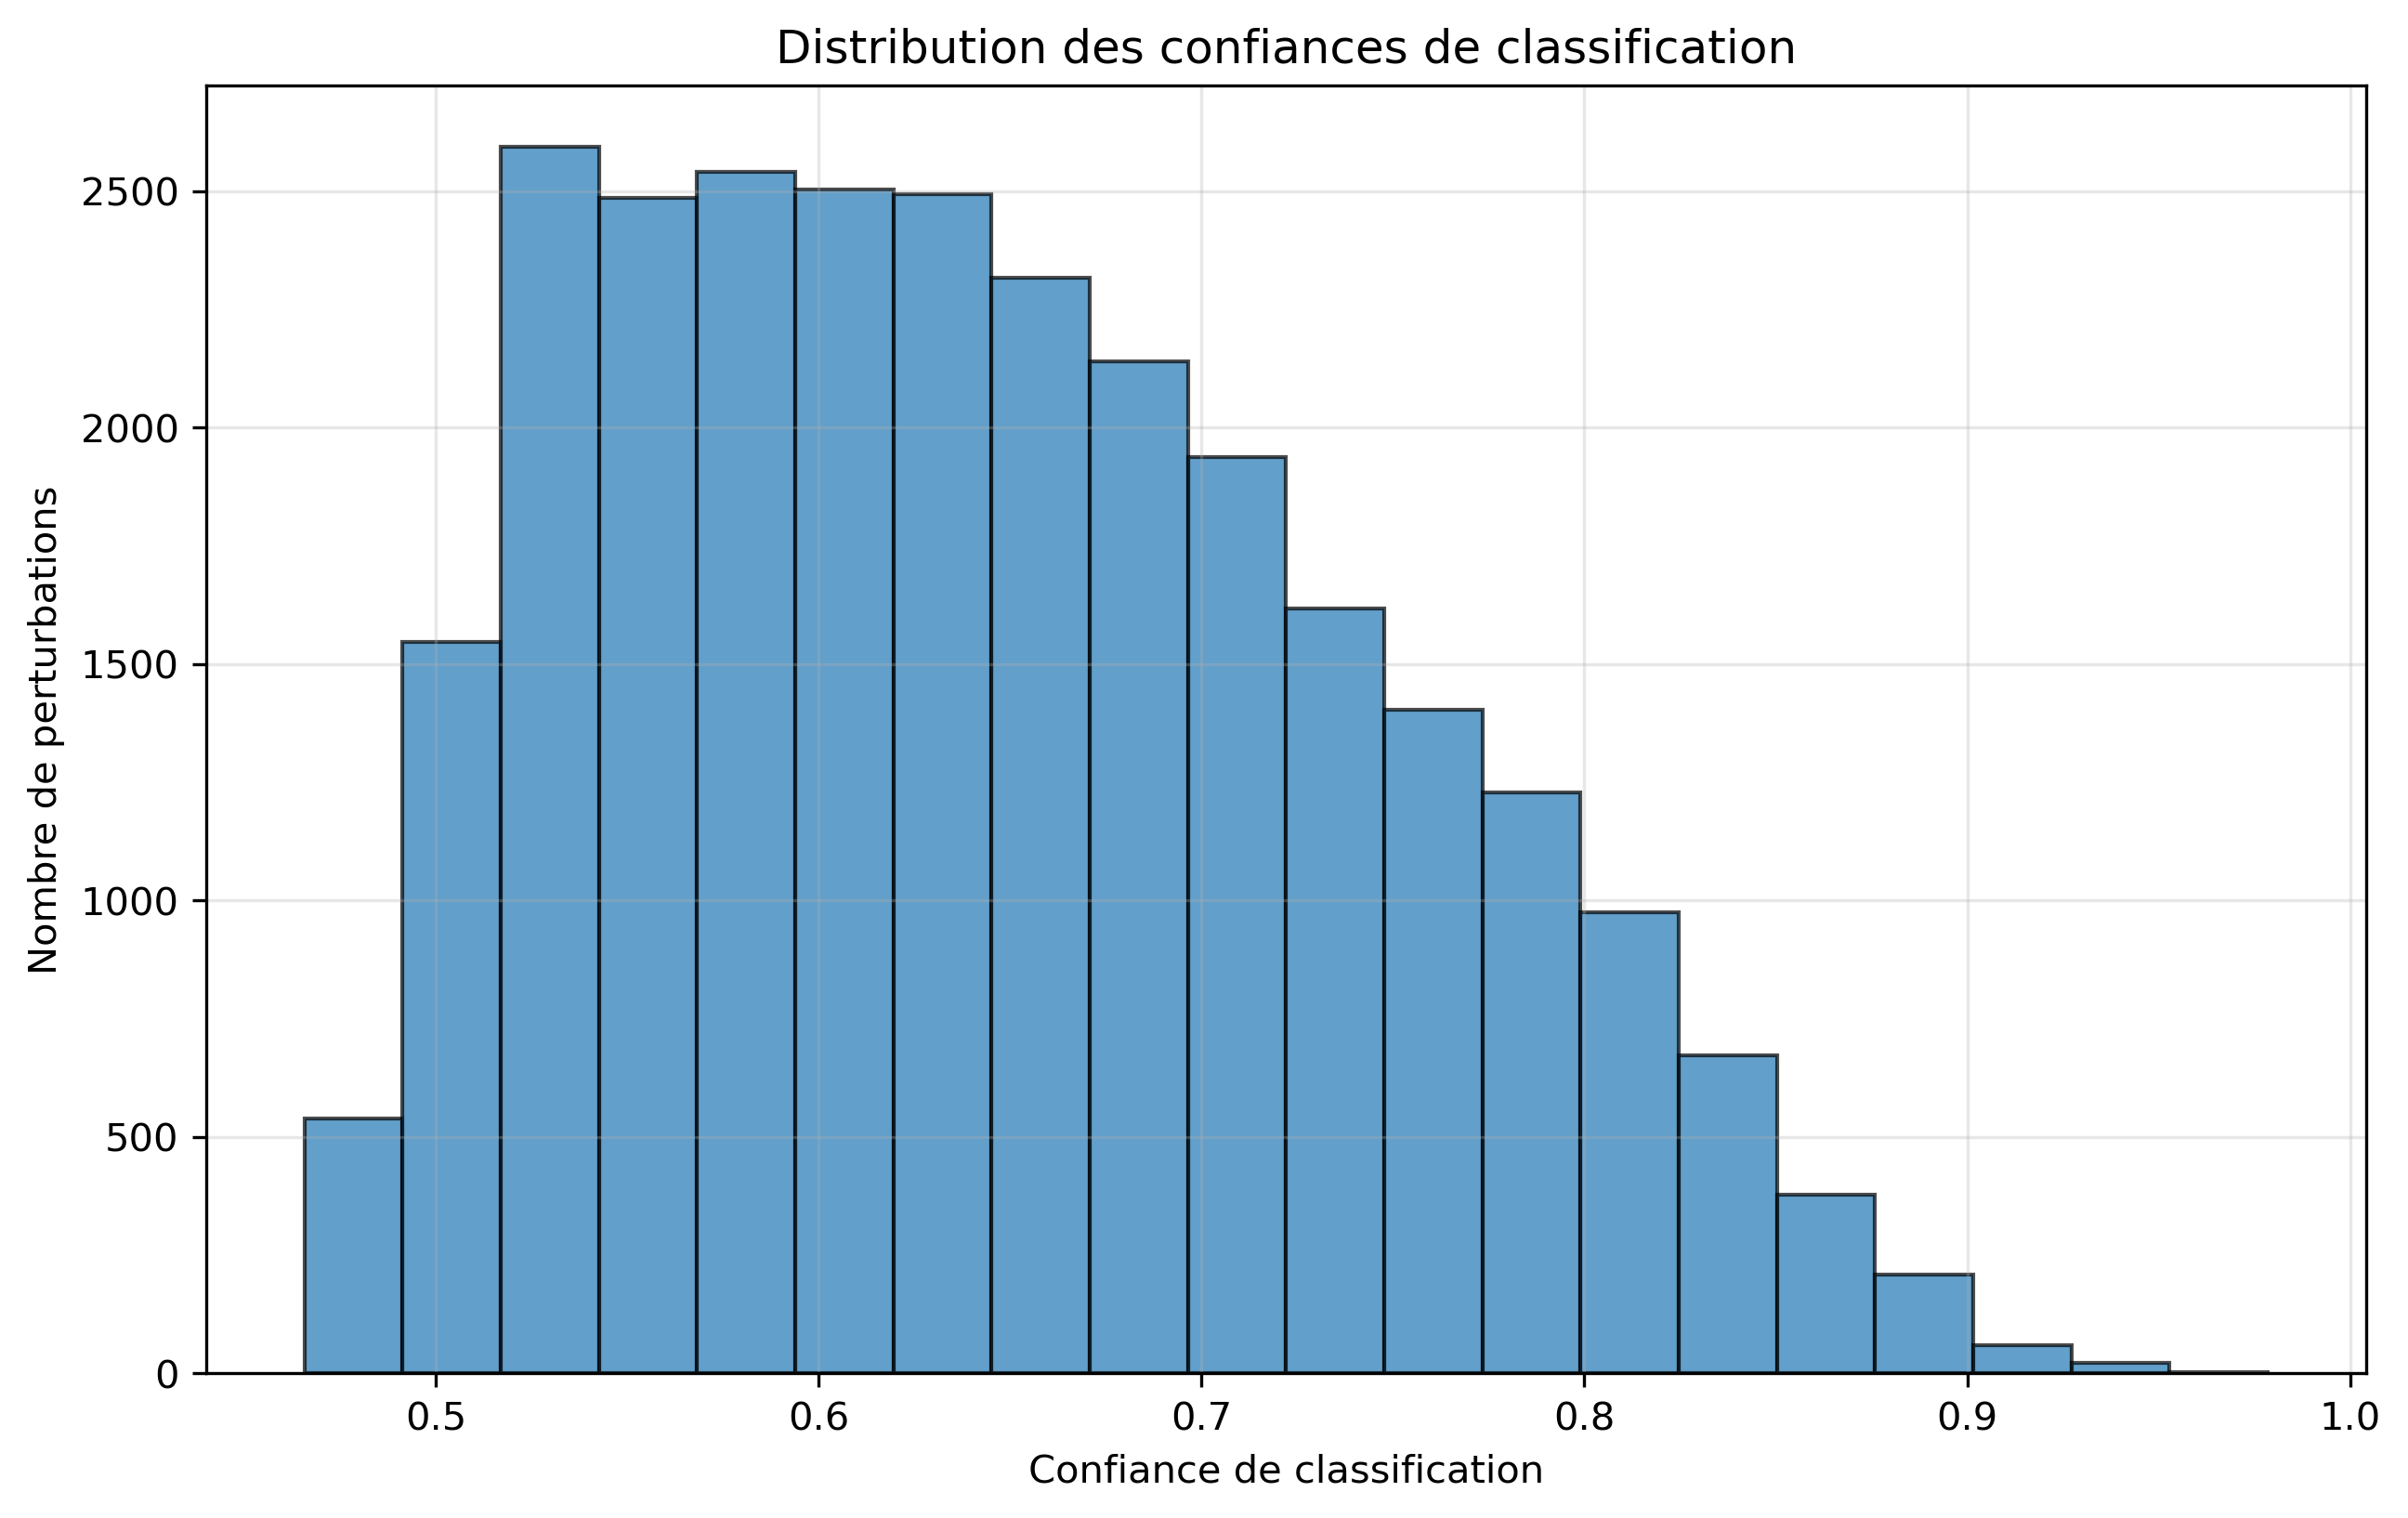 Distribution des confiances de classification
Nombre de perturbations
2500
2000
1500
1000
500
0
0.5 0.6 0.7 0.8 0.9 1.0
Confiance de classification